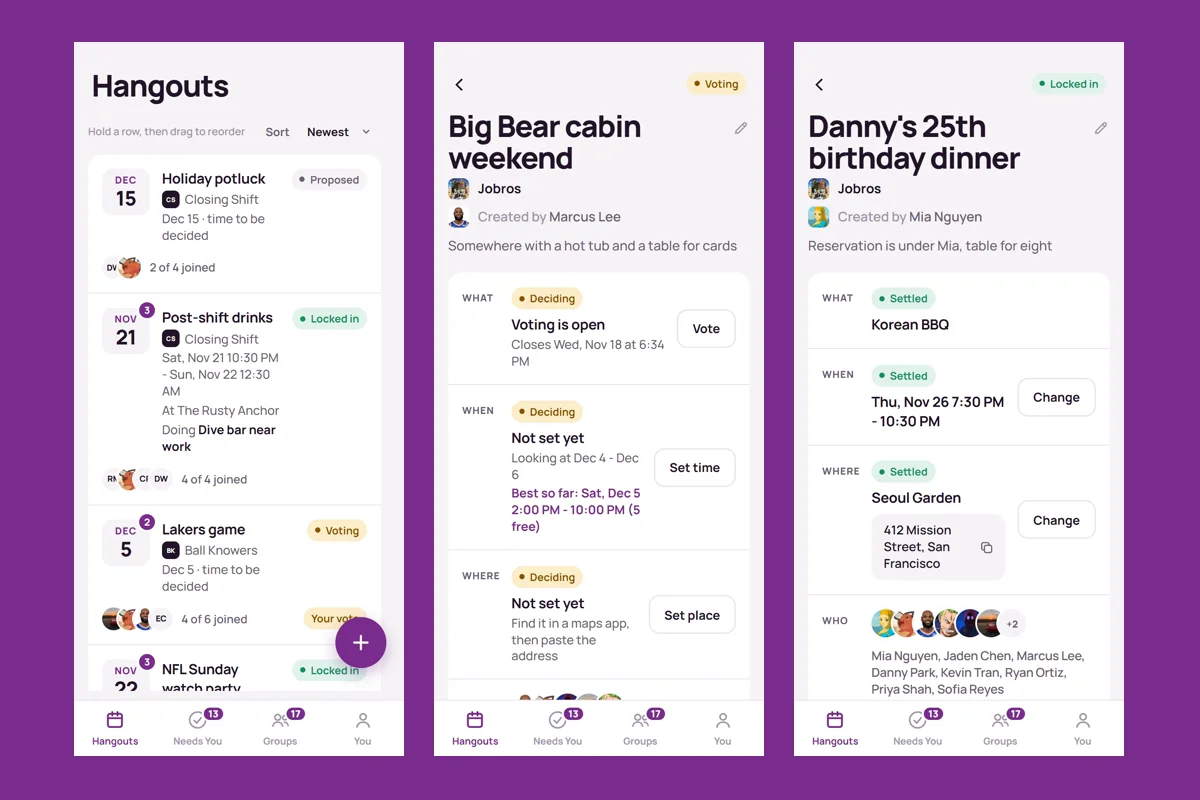 Hangouts
Hold a row, then drag to reorder
Sort
Newest
DEC
15
Holiday potluck
Proposed
CS
Closing Shift
Dec 15 · time to be
decided
2 of 4 joined
NOV
21
3
Post-shift drinks
Locked in
CS
Closing Shift
Sat, Nov 21 10:30 PM
- Sun, Nov 22 12:30
AM
At The Rusty Anchor
Doing Dive bar near
work
DW
4 of 4 joined
DEC
5
2
Lakers game
Voting
BK
Ball Knowers
Dec 5 · time to be
decided
EC
4 of 6 joined
Your vote
NOV
22
3
NFL Sunday
watch party
Locked in
Hangouts
13
Needs You
17
Groups
You
Voting
Big Bear cabin
weekend
Jobros
Created by Marcus Lee
Somewhere with a hot tub and a table for cards
WHAT
Deciding
Voting is open
Closes Wed, Nov 18 at 6:34
PM
Vote
WHEN
Deciding
Not set yet
Looking at Dec 4 - Dec
6
Best so far: Sat, Dec 5
2:00 PM - 10:00 PM (5
free)
Set time
WHERE
Deciding
Not set yet
Find it in a maps app,
then paste the
address
Set place
Hangouts
13
Needs You
17
Groups
You
Locked in
Danny's 25th
birthday dinner
Jobros
Created by Mia Nguyen
Reservation is under Mia, table for eight
WHAT
Settled
Korean BBQ
WHEN
Settled
Thu, Nov 26 7:30 PM
- 10:30 PM
Change
WHERE
Settled
Seoul Garden
412 Mission
Street, San
Francisco
Change
WHO
+2
Mia Nguyen, Jaden Chen, Marcus Lee,
Danny Park, Kevin Tran, Ryan Ortiz,
Priya Shah, Sofia Reyes
Hangouts
13
Needs You
17
Groups
You